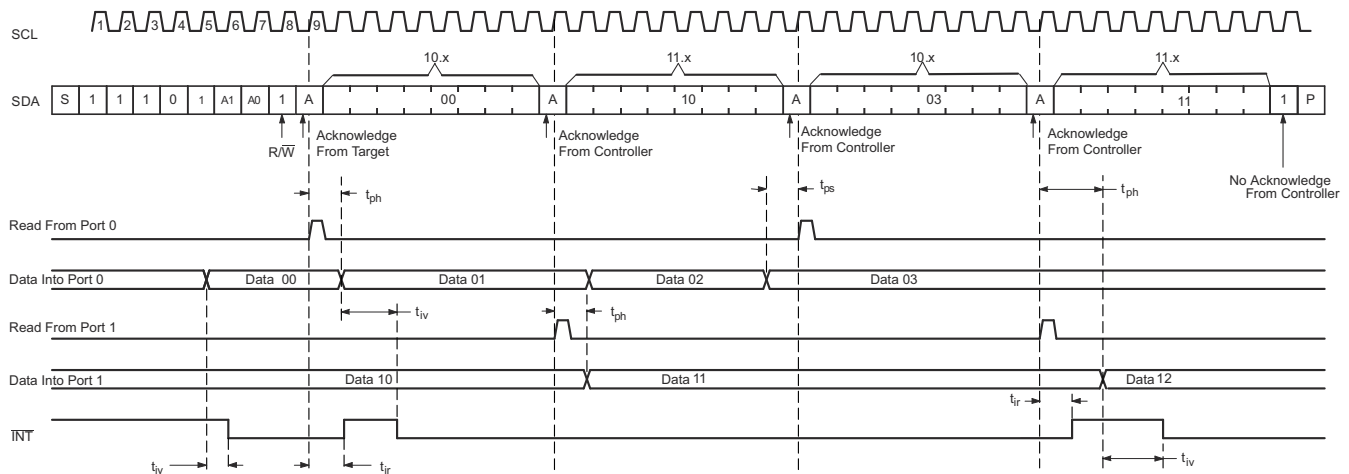 SCL 1 2 3 4 5 6 7 8 9
10.x 11.x 10.x 11.x
SDA S 1 1 1 0 1 A1 A0 1 A 00 A 10 A 03 A 11 1 P
R/W
Acknowledge
From Target
Acknowledge
From Controller
Acknowledge
From Controller
Acknowledge
From Controller
No Acknowledge
From Controller
tph
tps
tph
Read From Port 0
Data Into Port 0 Data 00 Data 01 Data 02 Data 03
tiv
tph
Read From Port 1
Data Into Port 1 Data 10 Data 11 Data 12
tir
INT
tiv
tir
tiv